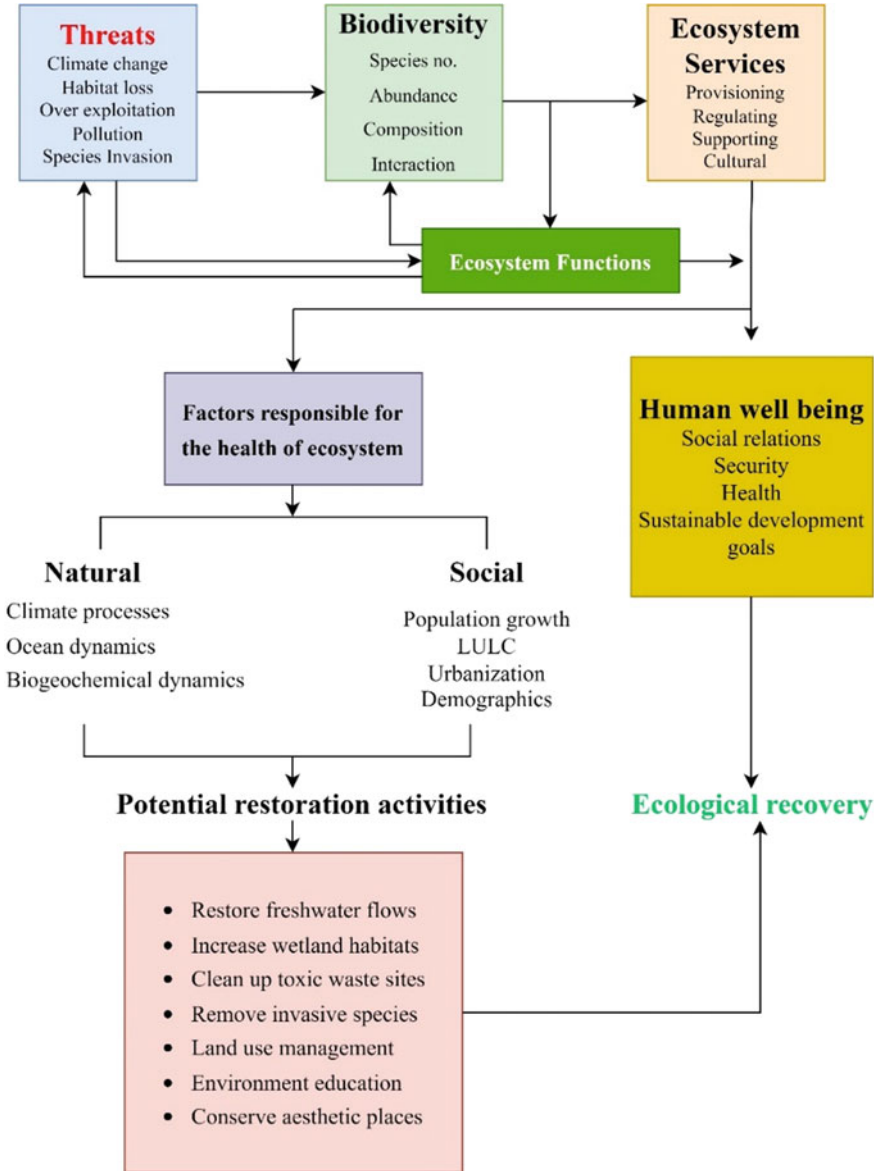 Threats
Climate change
Habitat loss
Over exploitation
Pollution
Species Invasion
Biodiversity
Species no.
Abundance
Composition
Interaction
Ecosystem
Services
Provisioning
Regulating
Supporting
Cultural
Ecosystem Functions
Factors responsible for
the health of ecosystem
Human well being
Social relations
Security
Health
Sustainable development
goals
Natural
Climate processes
Ocean dynamics
Biogeochemical dynamics
Social
Population growth
LULC
Urbanization
Demographics
Potential restoration activities
Ecological recovery
• Restore freshwater flows
• Increase wetland habitats
• Clean up toxic waste sites
• Remove invasive species
• Land use management
• Environment education
• Conserve aesthetic places